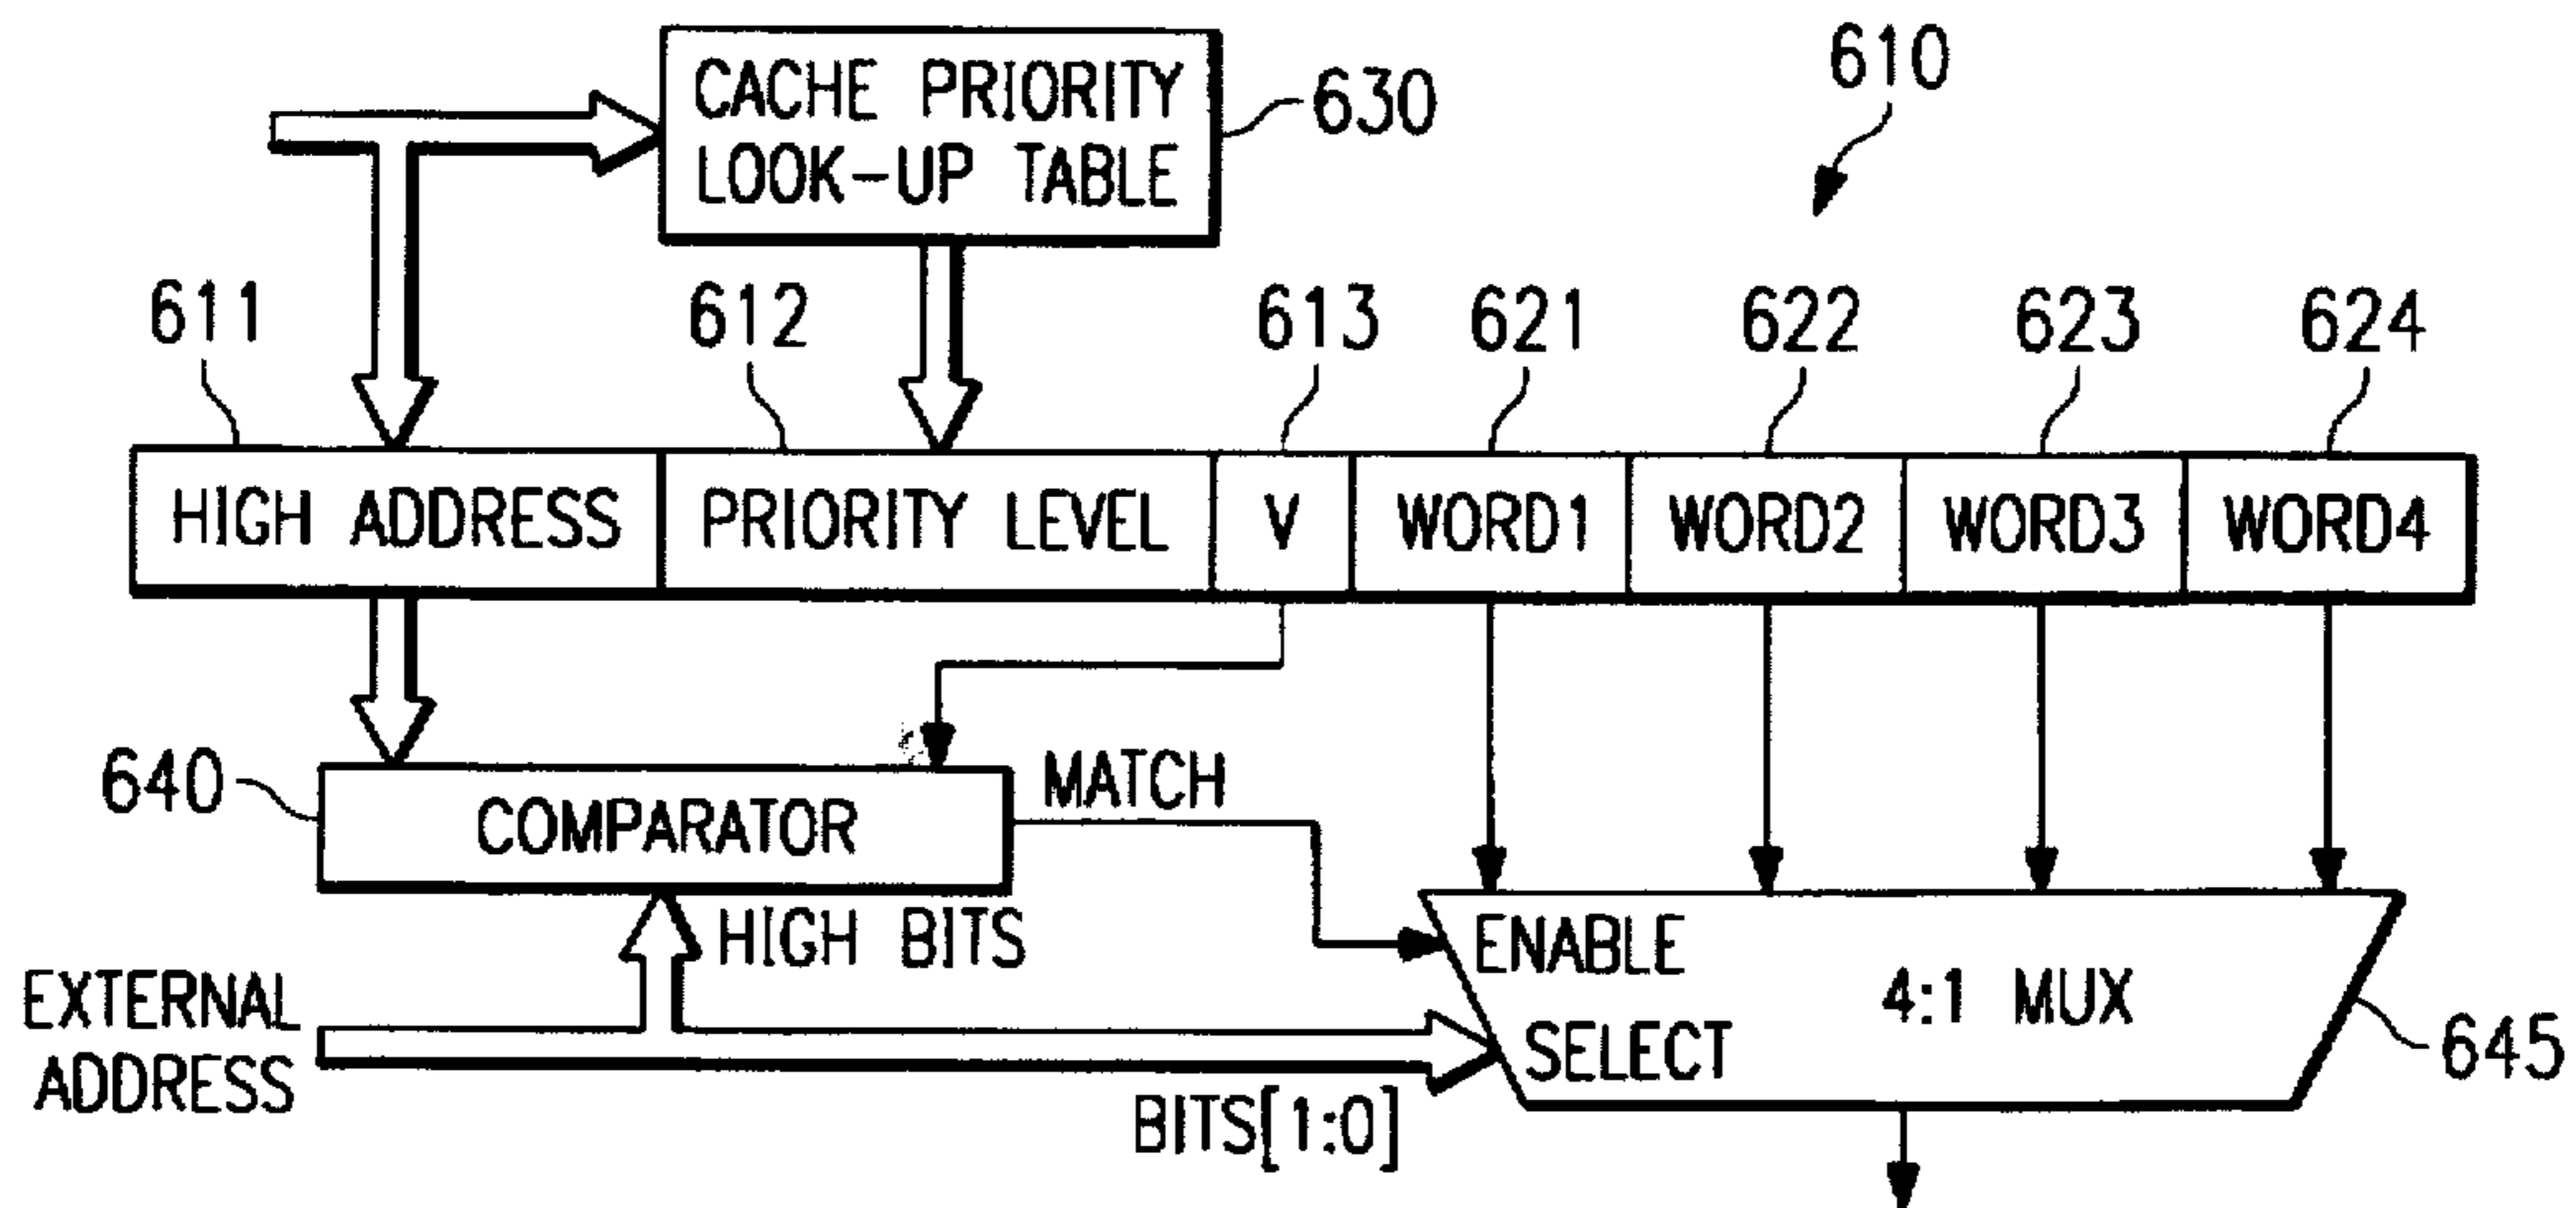 CACHE PRIORITY
LOOK-UP TABLE
630
610
611
612
613
621
622
623
624
HIGH ADDRESS
PRIORITY LEVEL
V
WORD1
WORD2
WORD3
WORD4
640
COMPARATOR
MATCH
HIGH BITS
EXTERNAL
ADDRESS
BITS[1:0]
ENABLE
SELECT
4:1 MUX
645